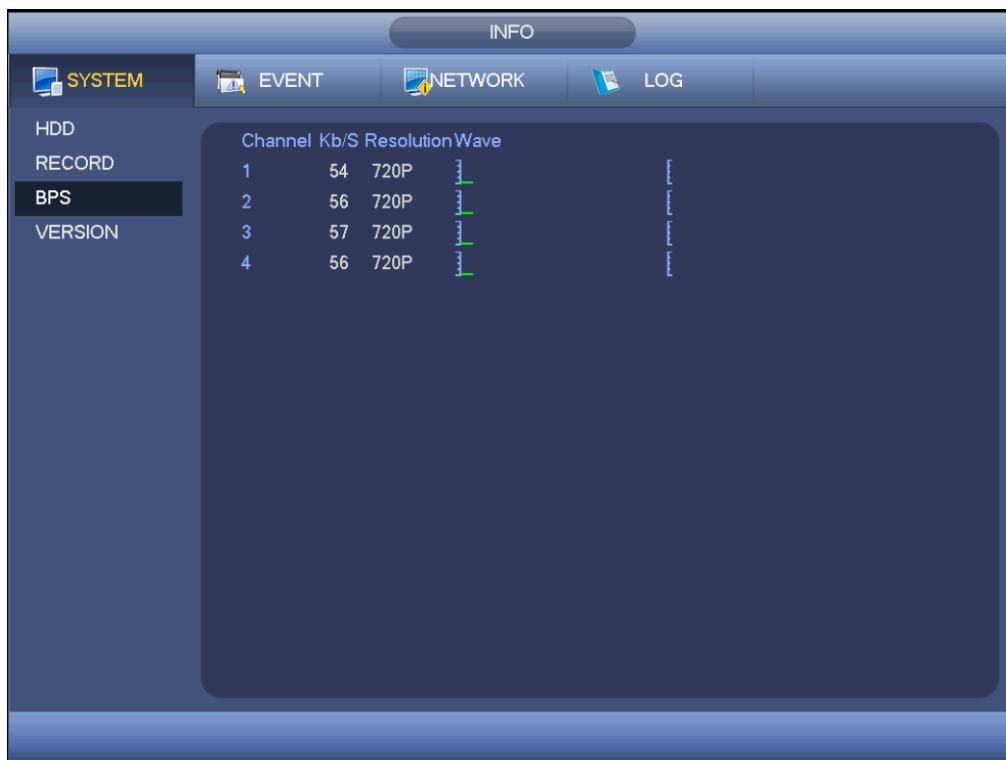 INFO
SYSTEM EVENT NETWORK LOG
HDD
RECORD
BPS
VERSION
Channel Kb/S Resolution Wave
1 54 720P
2 56 720P
3 57 720P
4 56 720P